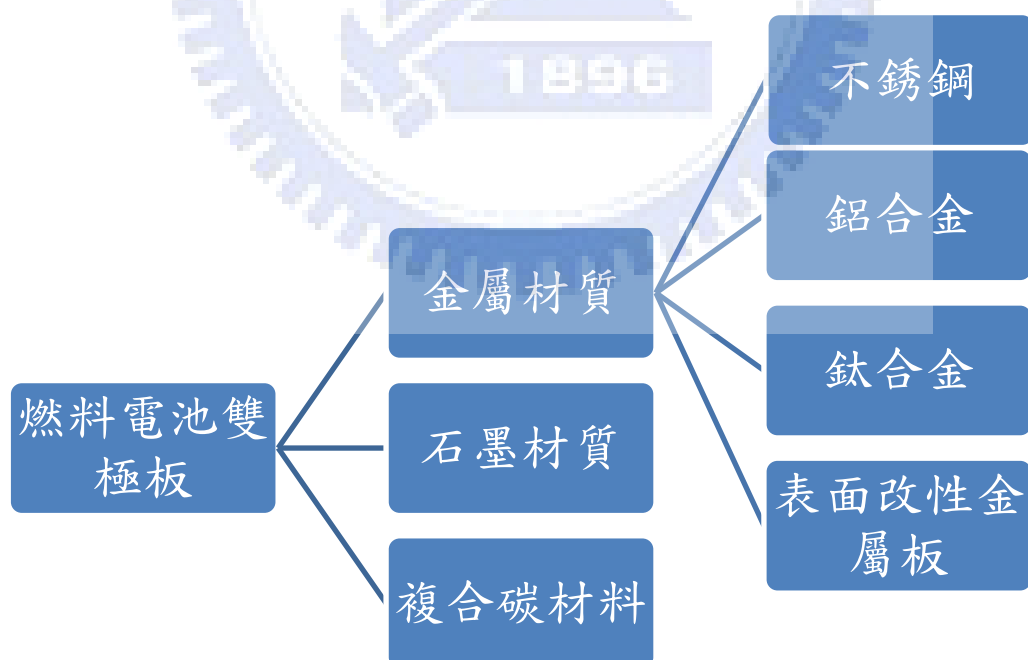 1896
不銹鋼
鋁合金
金屬材質
鈦合金
燃料電池雙
極板
石墨材質
表面改性金
屬板
複合碳材料